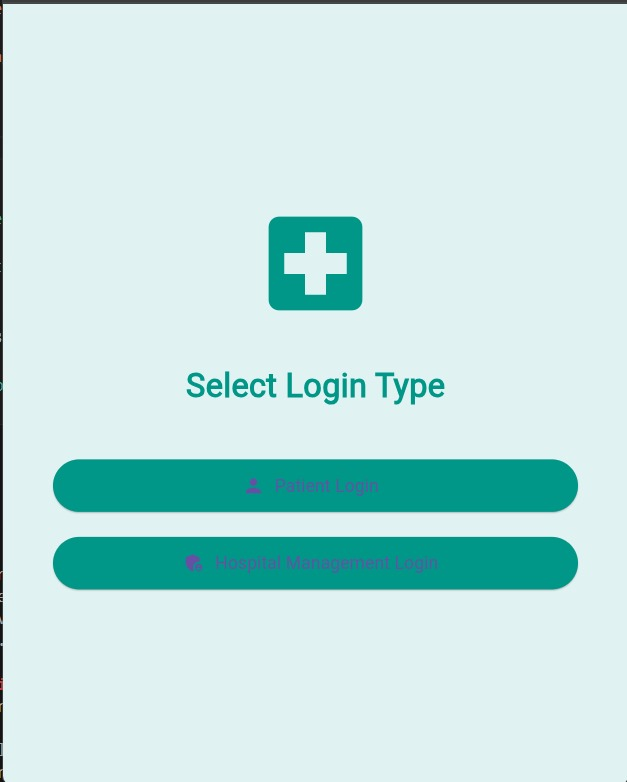 Select Login Type
Patient Login
Hospital Management Login